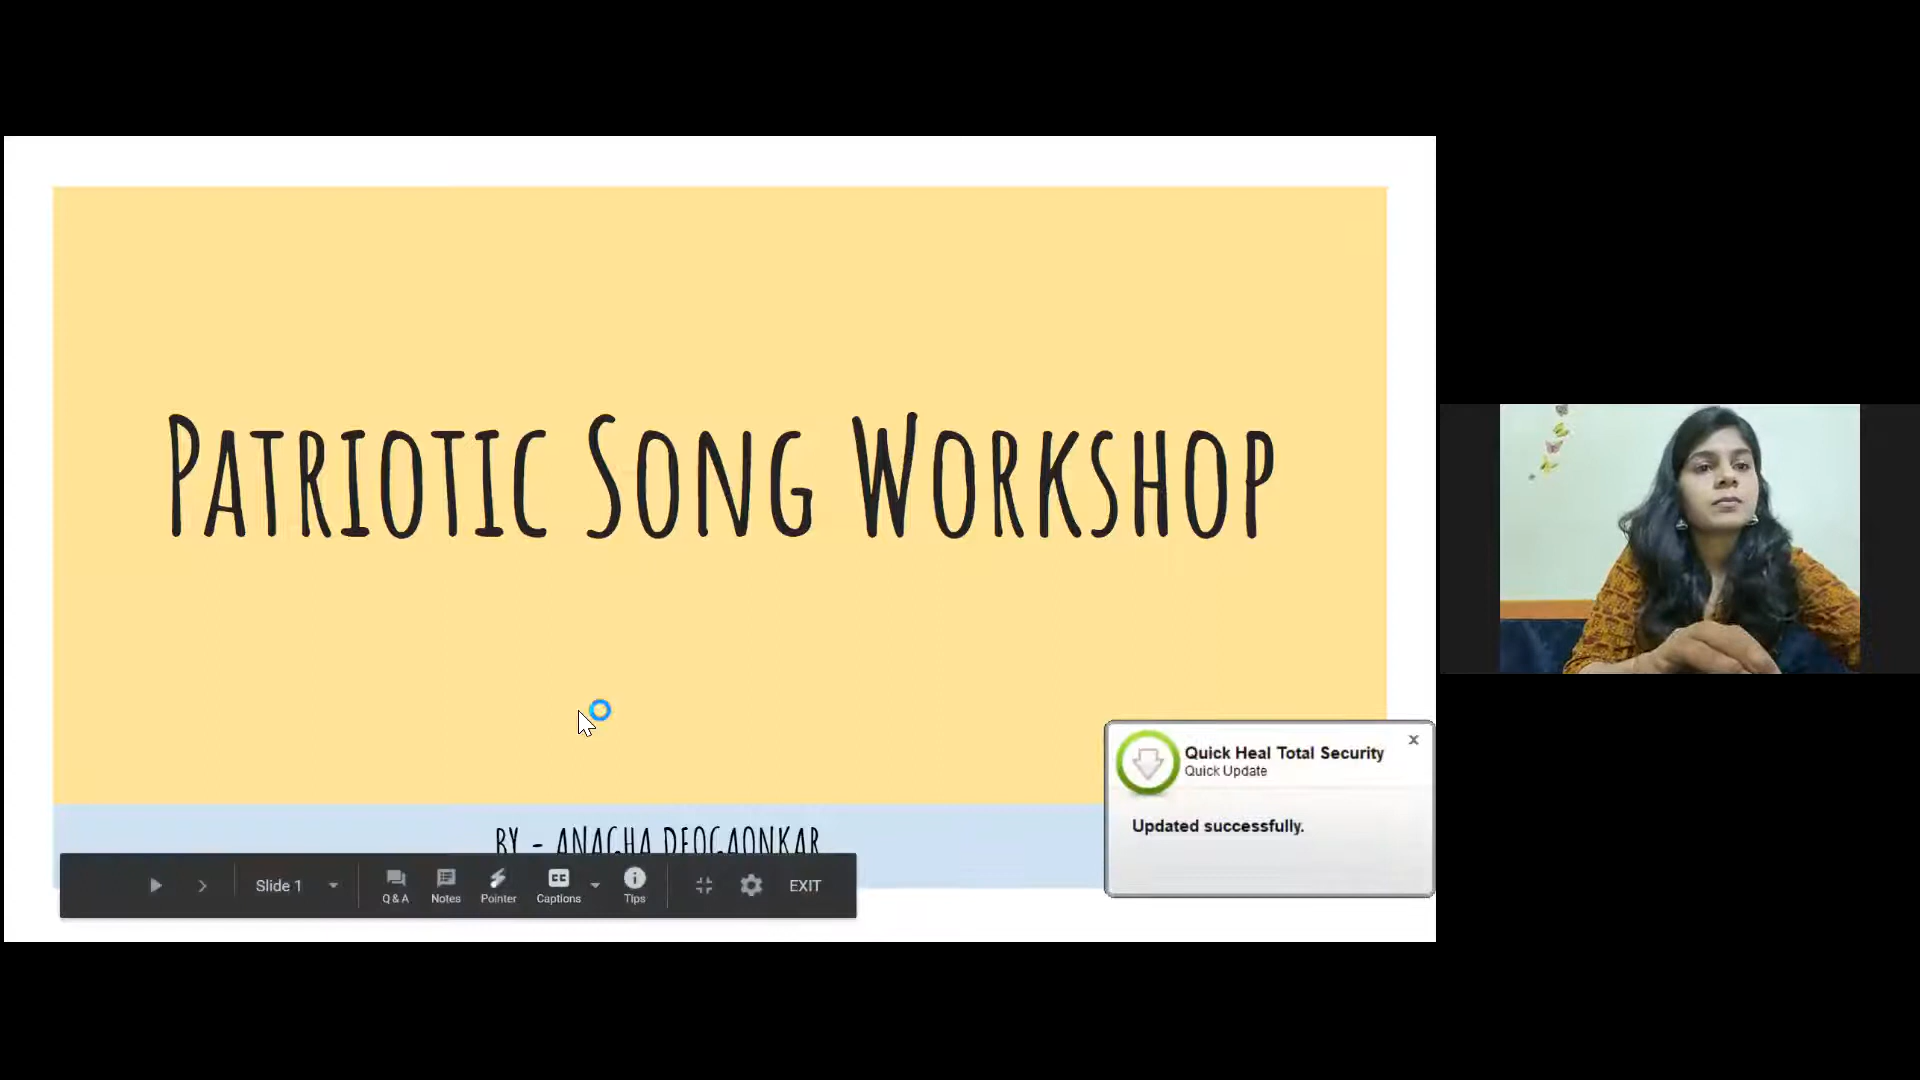 Patriotic Song Workshop
BY - ANAGHA DEOGAONKAR
Quick Heal Total Security
Quick Update
Updated successfully.
Slide 1
Q & A
Notes
Pointer
Captions
Tips
EXIT